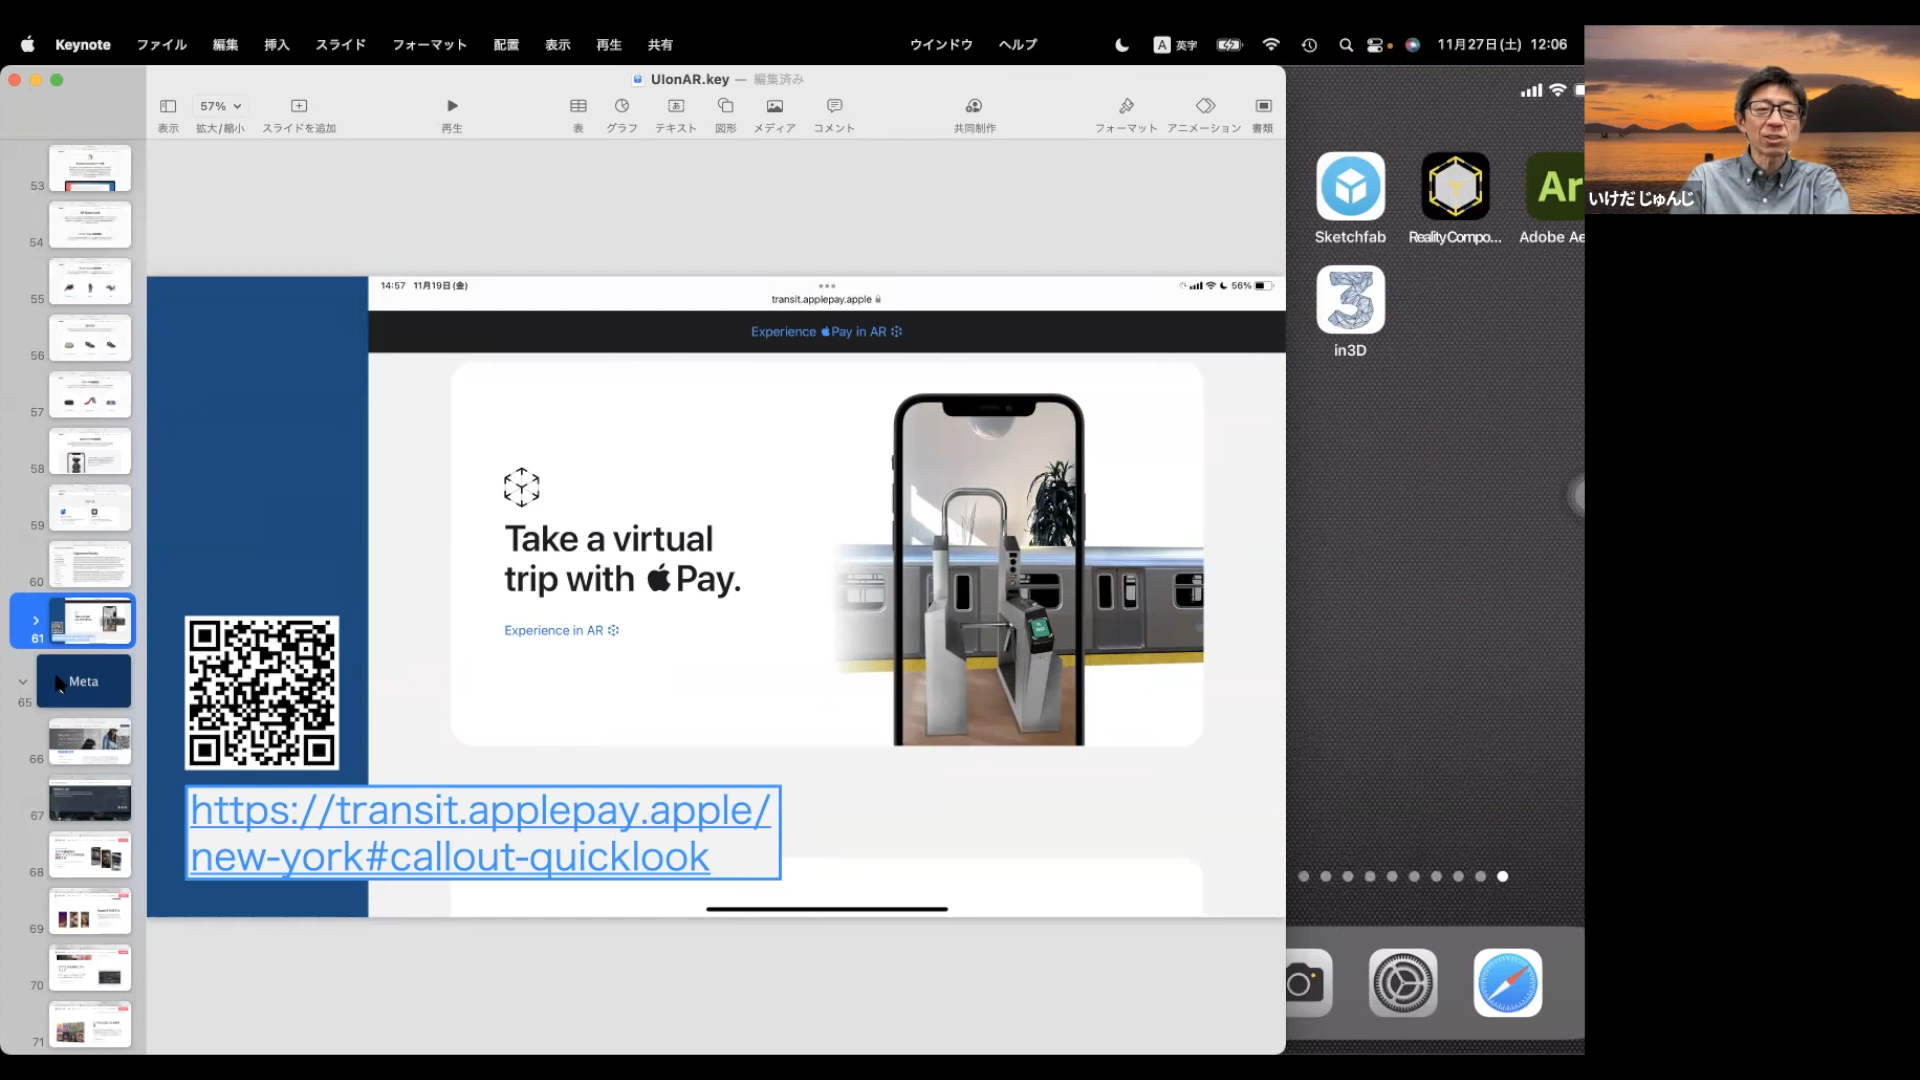 Keynote ファイル 編集 挿入 スライド フォーマット 配置 表示 再生 共有 ウインドウ ヘルプ A 英字 11月27日(土) 12:06
UIonAR.key — 編集済み
57%
表示 拡大/縮小 スライドを追加 再生 表 グラフ テキスト 図形 メディア コメント 共同制作 フォーマット アニメーション 書類
53
54
55
56
57
58
59
60
61
Meta
65
66
67
68
69
70
71
14:57 11月19日(金)
56%
transit.applepay.apple
Experience Pay in AR
Take a virtual
trip with Pay.
Experience in AR
https://transit.applepay.apple/
new-york#callout-quicklook
Sketchfab
Reality Compo...
Ar
Adobe Ae
3
in3D
いけだ じゅんじ